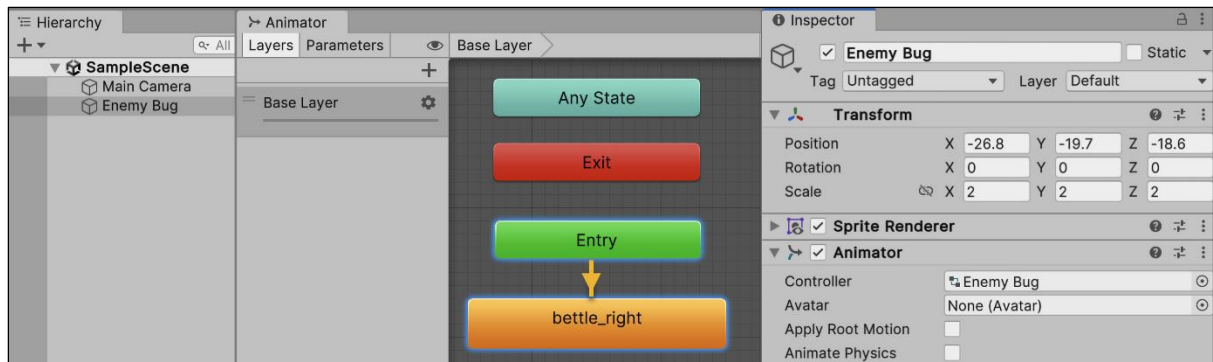 Hierarchy
All
SampleScene
Main Camera
Enemy Bug
Animator
Layers Parameters
Base Layer
Base Layer
Any State
Exit
Entry
bettle_right
Inspector
Enemy Bug Static
Tag Untagged Layer Default
Transform
Position X -26.8 Y -19.7 Z -18.6
Rotation X 0 Y 0 Z 0
Scale X 2 Y 2 Z 2
Sprite Renderer
Animator
Controller Enemy Bug
Avatar None (Avatar)
Apply Root Motion
Animate Physics